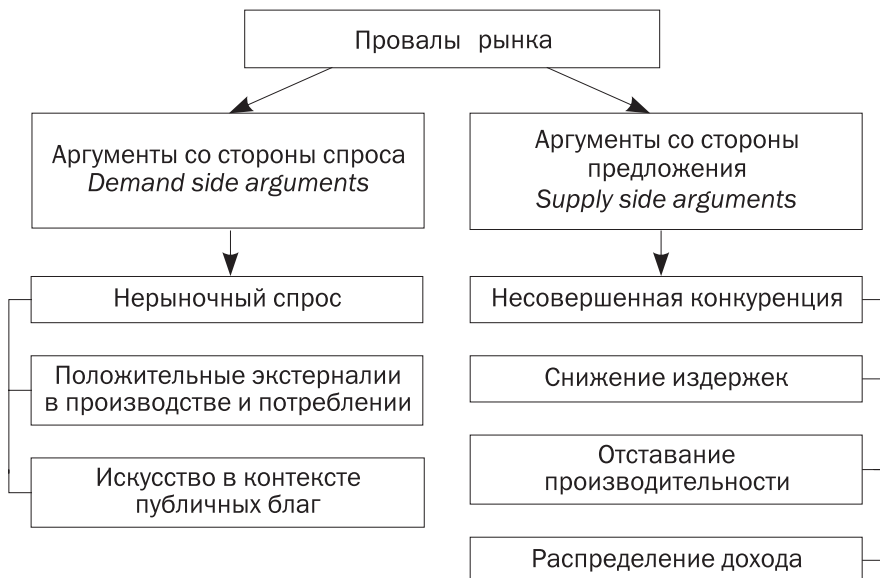 Провалы рынка
Аргументы со стороны спроса
Demand side arguments
Аргументы со стороны
предложения
Supply side arguments
Нерыночный спрос
Положительные экстерналии
в производстве и потреблении
Искусство в контексте
публичных благ
Несовершенная конкуренция
Снижение издержек
Отставание
производительности
Распределение дохода